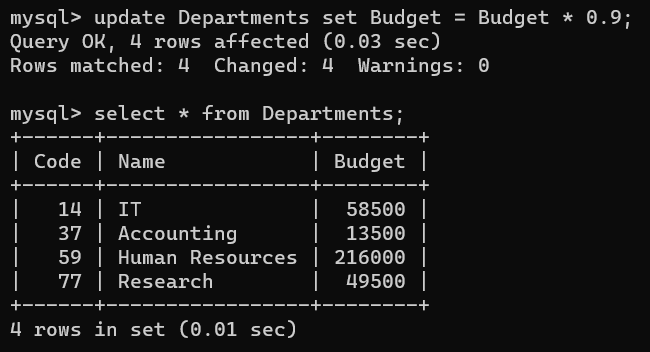 mysql> update Departments set Budget = Budget * 0.9;
Query OK, 4 rows affected (0.03 sec)
Rows matched: 4  Changed: 4  Warnings: 0

mysql> select * from Departments;
+------+-----------------+--------+
| Code | Name            | Budget |
+------+-----------------+--------+
|   14 | IT              |  58500 |
|   37 | Accounting      |  13500 |
|   59 | Human Resources | 216000 |
|   77 | Research        |  49500 |
+------+-----------------+--------+
4 rows in set (0.01 sec)